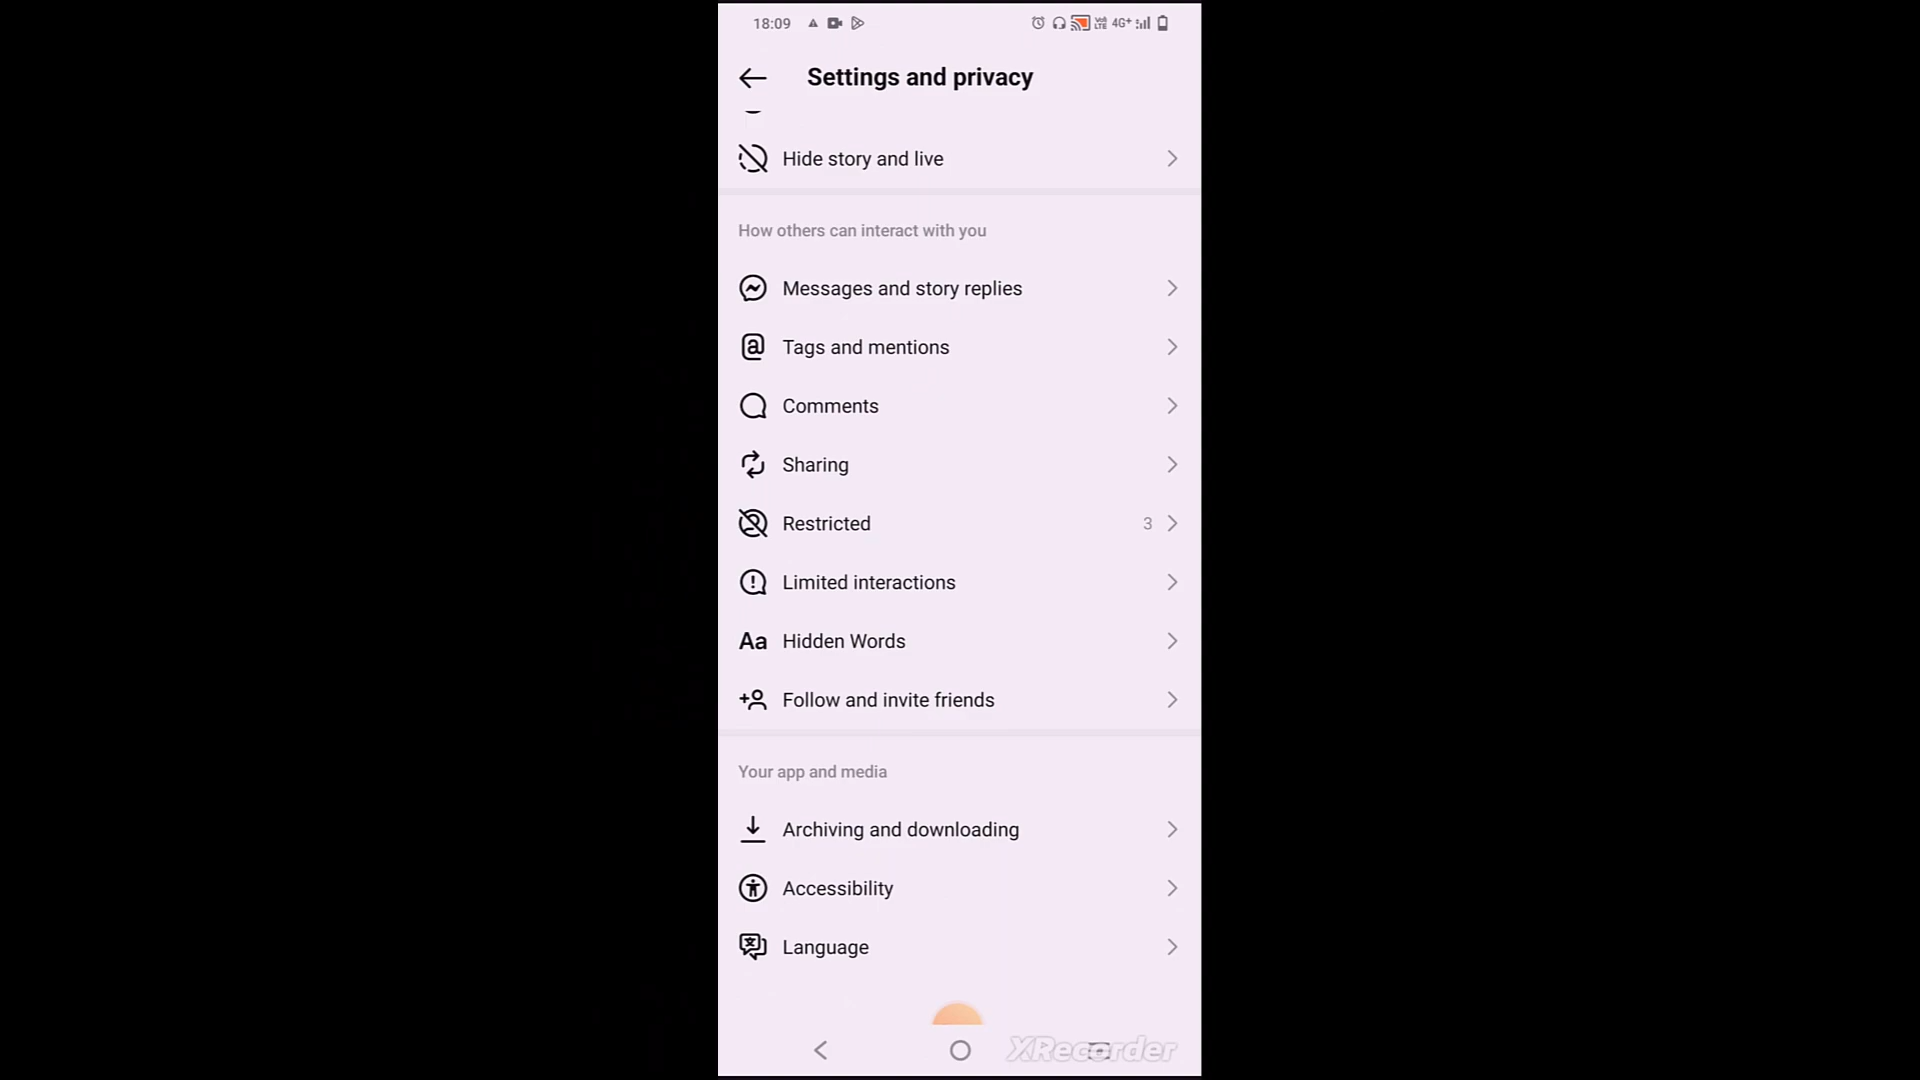 18:09 4G+
Settings and privacy
Hide story and live
How others can interact with you
Messages and story replies
Tags and mentions
Comments
Sharing
Restricted 3
Limited interactions
Aa Hidden Words
Follow and invite friends
Your app and media
Archiving and downloading
Accessibility
Language
XRecorder